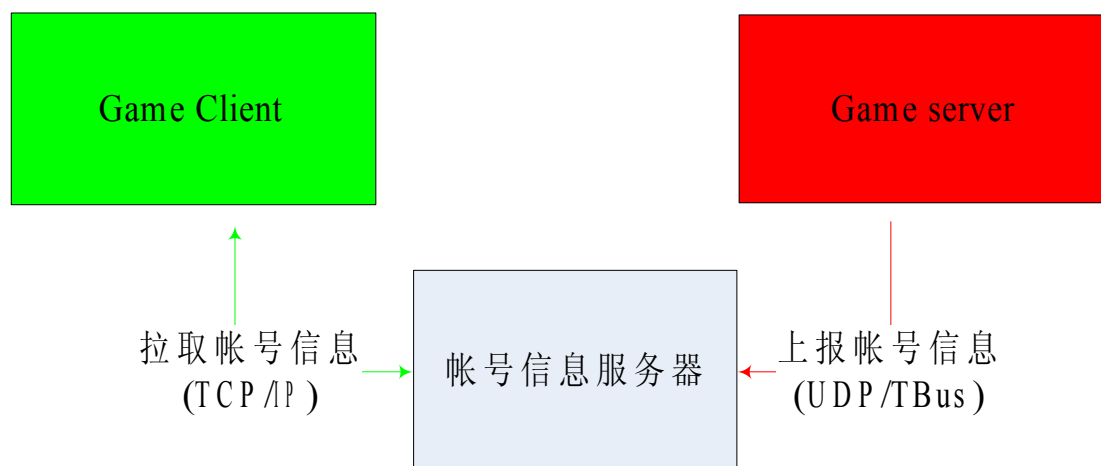 Game Client
Game server
拉取帐号信息
(TCP/IP)
帐号信息服务器
上报帐号信息
(UDP/TBus)